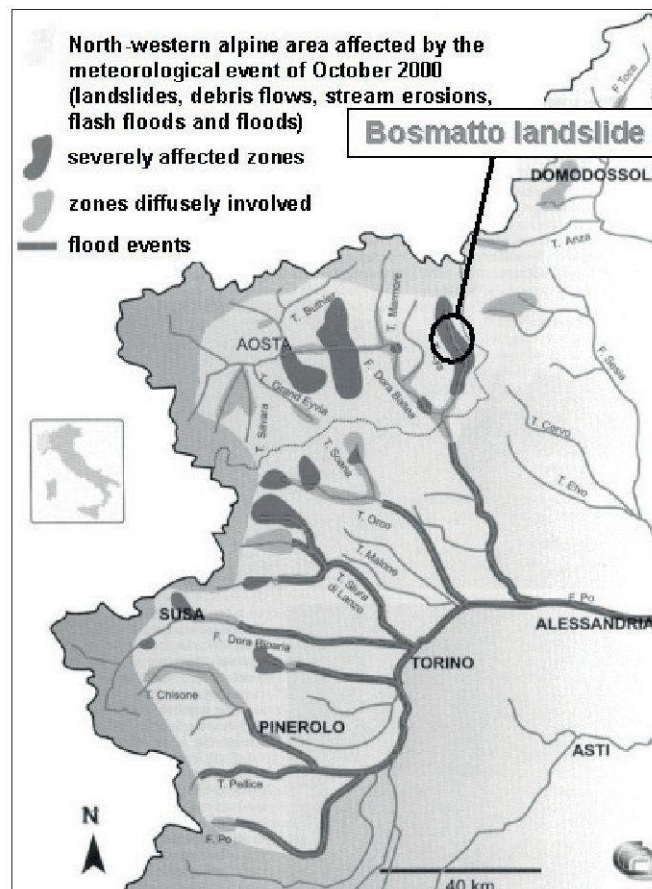 North-western alpine area affected by the
meteorological event of October 2000
(landslides, debris flows, stream erosions,
flash floods and floods)
severely affected zones
zones diffusely involved
flood events
Bosmatto landslide
F. Toce
DOMODOSSOL
T. Anza
T. Buthier
T. Marmore
AOSTA
F. Sesia
T. Grand Eyvia
F. Dora Baltea
T. Savara
T. Cervo
T. Soana
T. Elvo
T. Orco
T. Malone
T. Stura
di Lanzo
F. Po
SUSA
ALESSANDRIA
F. Dora Riparia
TORINO
T. Chisone
PINEROLO
ASTI
T. Pellice
N
F. Po
40 km